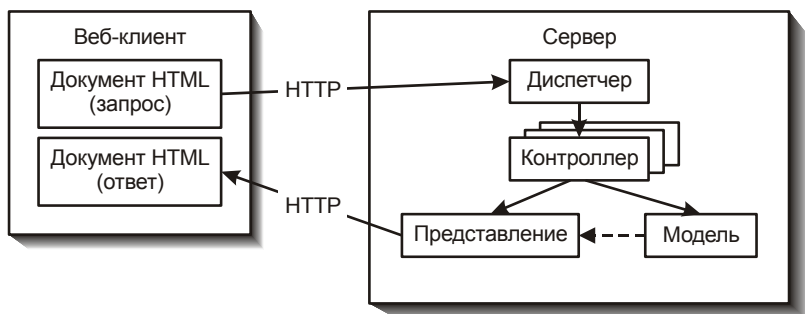 Веб-клиент
Документ HTML
(запрос)
Документ HTML
(ответ)
HTTP
HTTP
Сервер
Диспетчер
Контроллер
Представление
Модель